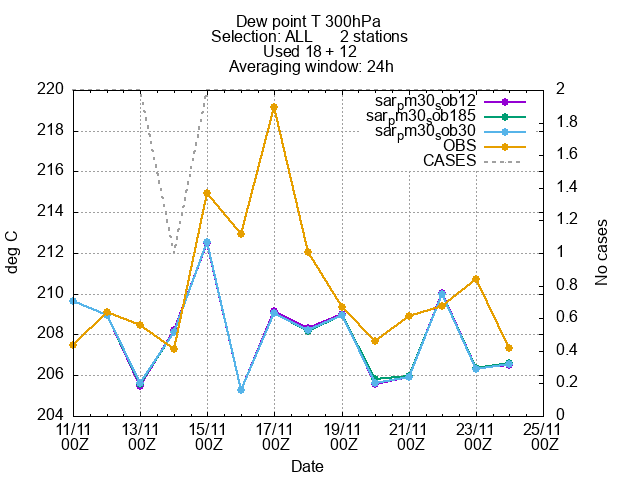 Dew point T 300hPa
Selection: ALL 2 stations
Used 18 + 12
Averaging window: 24h
220 2
sar_pm30_sob12
218 1.8
sar_pm30_sob185
sar_pm30_sob30
OBS
216 1.6
CASES
214 1.4
1.2
212 1
210 0.8
208 0.6
0.4
206 0.2
204 0
deg C
No cases
11/11 13/11 15/11 17/11 19/11 21/11 23/11 25/11
00Z 00Z 00Z 00Z 00Z 00Z 00Z 00Z
Date